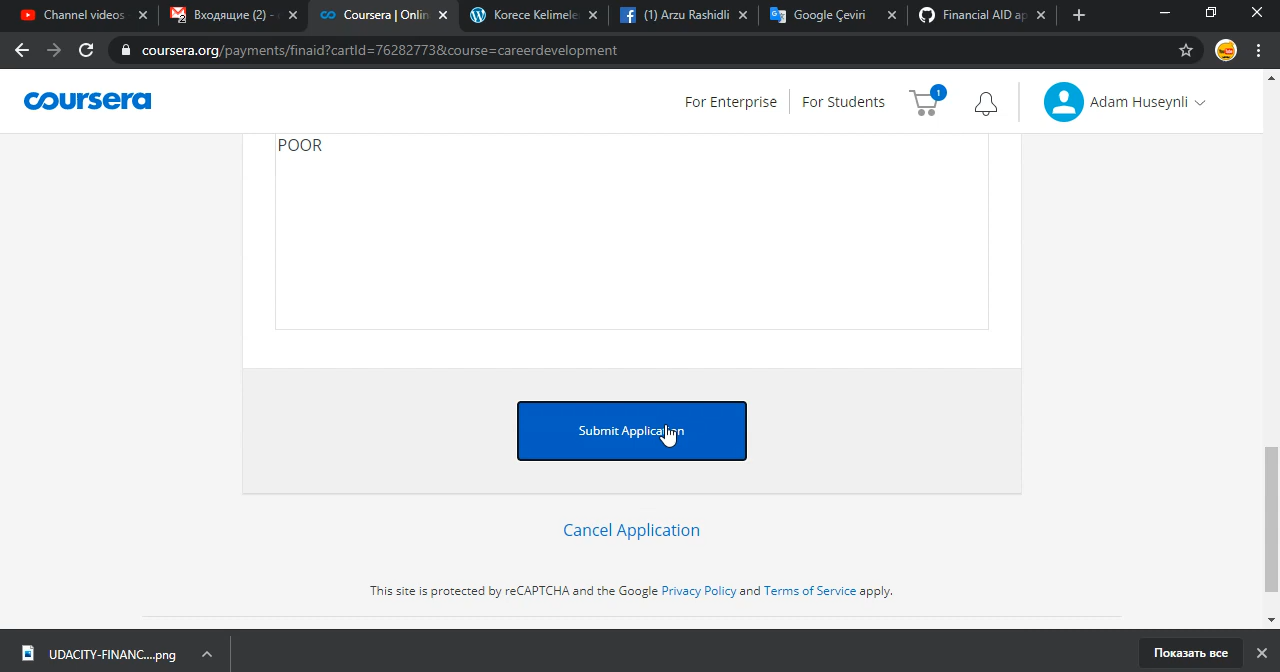 Channel videos
Входящие (2) -
Coursera | Onlin
Korece Kelimele
(1) Arzu Rashidli
Google Çeviri
Financial AID ap
coursera.org/payments/finaid?cartId=76282773&course=careerdevelopment
coursera
For Enterprise
For Students
1
Adam Huseynli
POOR
Submit Application
Cancel Application
This site is protected by reCAPTCHA and the Google Privacy Policy and Terms of Service apply.
UDACITY-FINANC....png
Показать все